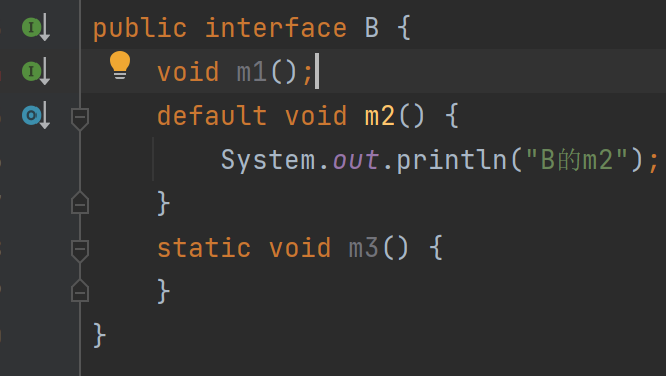 public interface B {
    void m1();
    default void m2() {
        System.out.println("B的m2");
    }
    static void m3() {
    }
}